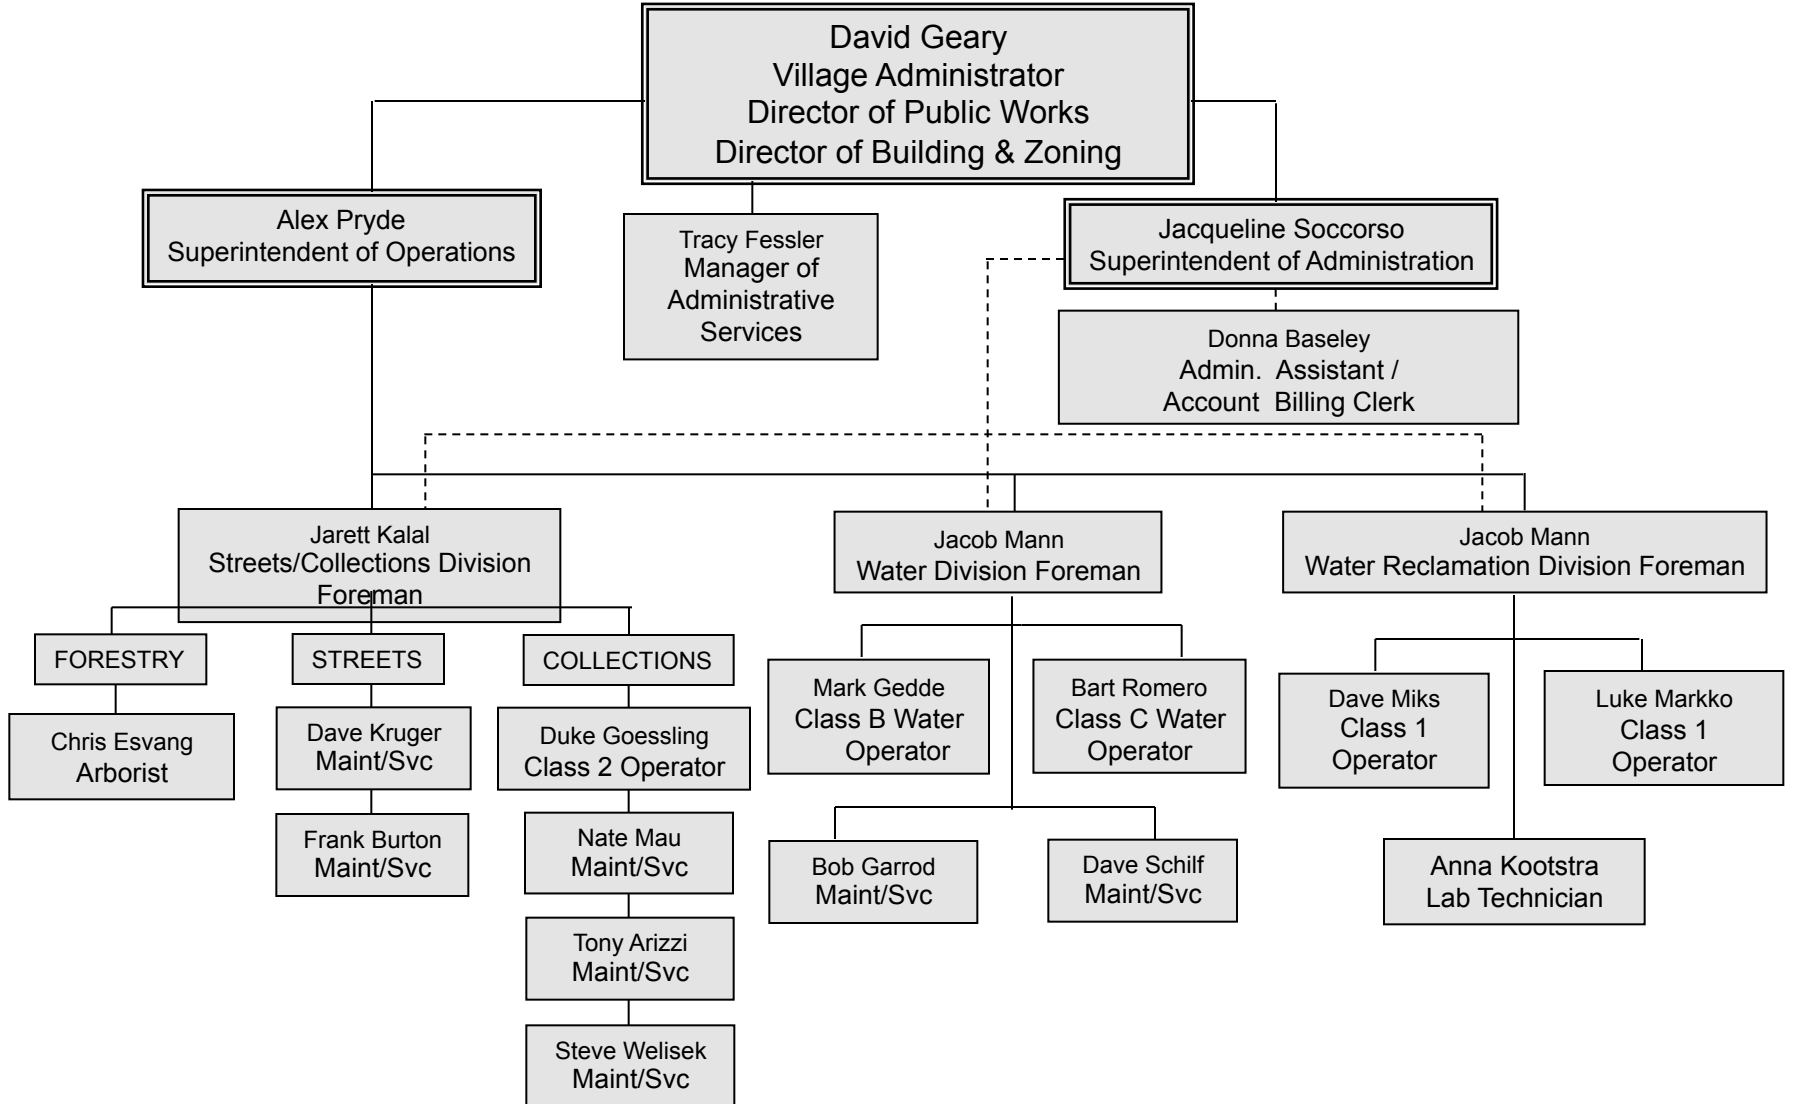 David Geary
Village Administrator
Director of Public Works
Director of Building & Zoning
Alex Pryde
Superintendent of Operations
Tracy Fessler
Manager of
Administrative
Services
Jacqueline Soccorso
Superintendent of Administration
Donna Baseley
Admin. Assistant /
Account Billing Clerk
Jarett Kalal
Streets/Collections Division
Foreman
Jacob Mann
Water Division Foreman
Jacob Mann
Water Reclamation Division Foreman
FORESTRY
STREETS
COLLECTIONS
Chris Esvang
Arborist
Dave Kruger
Maint/Svc
Frank Burton
Maint/Svc
Duke Goessling
Class 2 Operator
Nate Mau
Maint/Svc
Tony Arizzi
Maint/Svc
Steve Welisek
Maint/Svc
Mark Gedde
Class B Water
Operator
Bart Romero
Class C Water
Operator
Bob Garrod
Maint/Svc
Dave Schilf
Maint/Svc
Dave Miks
Class 1
Operator
Luke Markko
Class 1
Operator
Anna Kootstra
Lab Technician